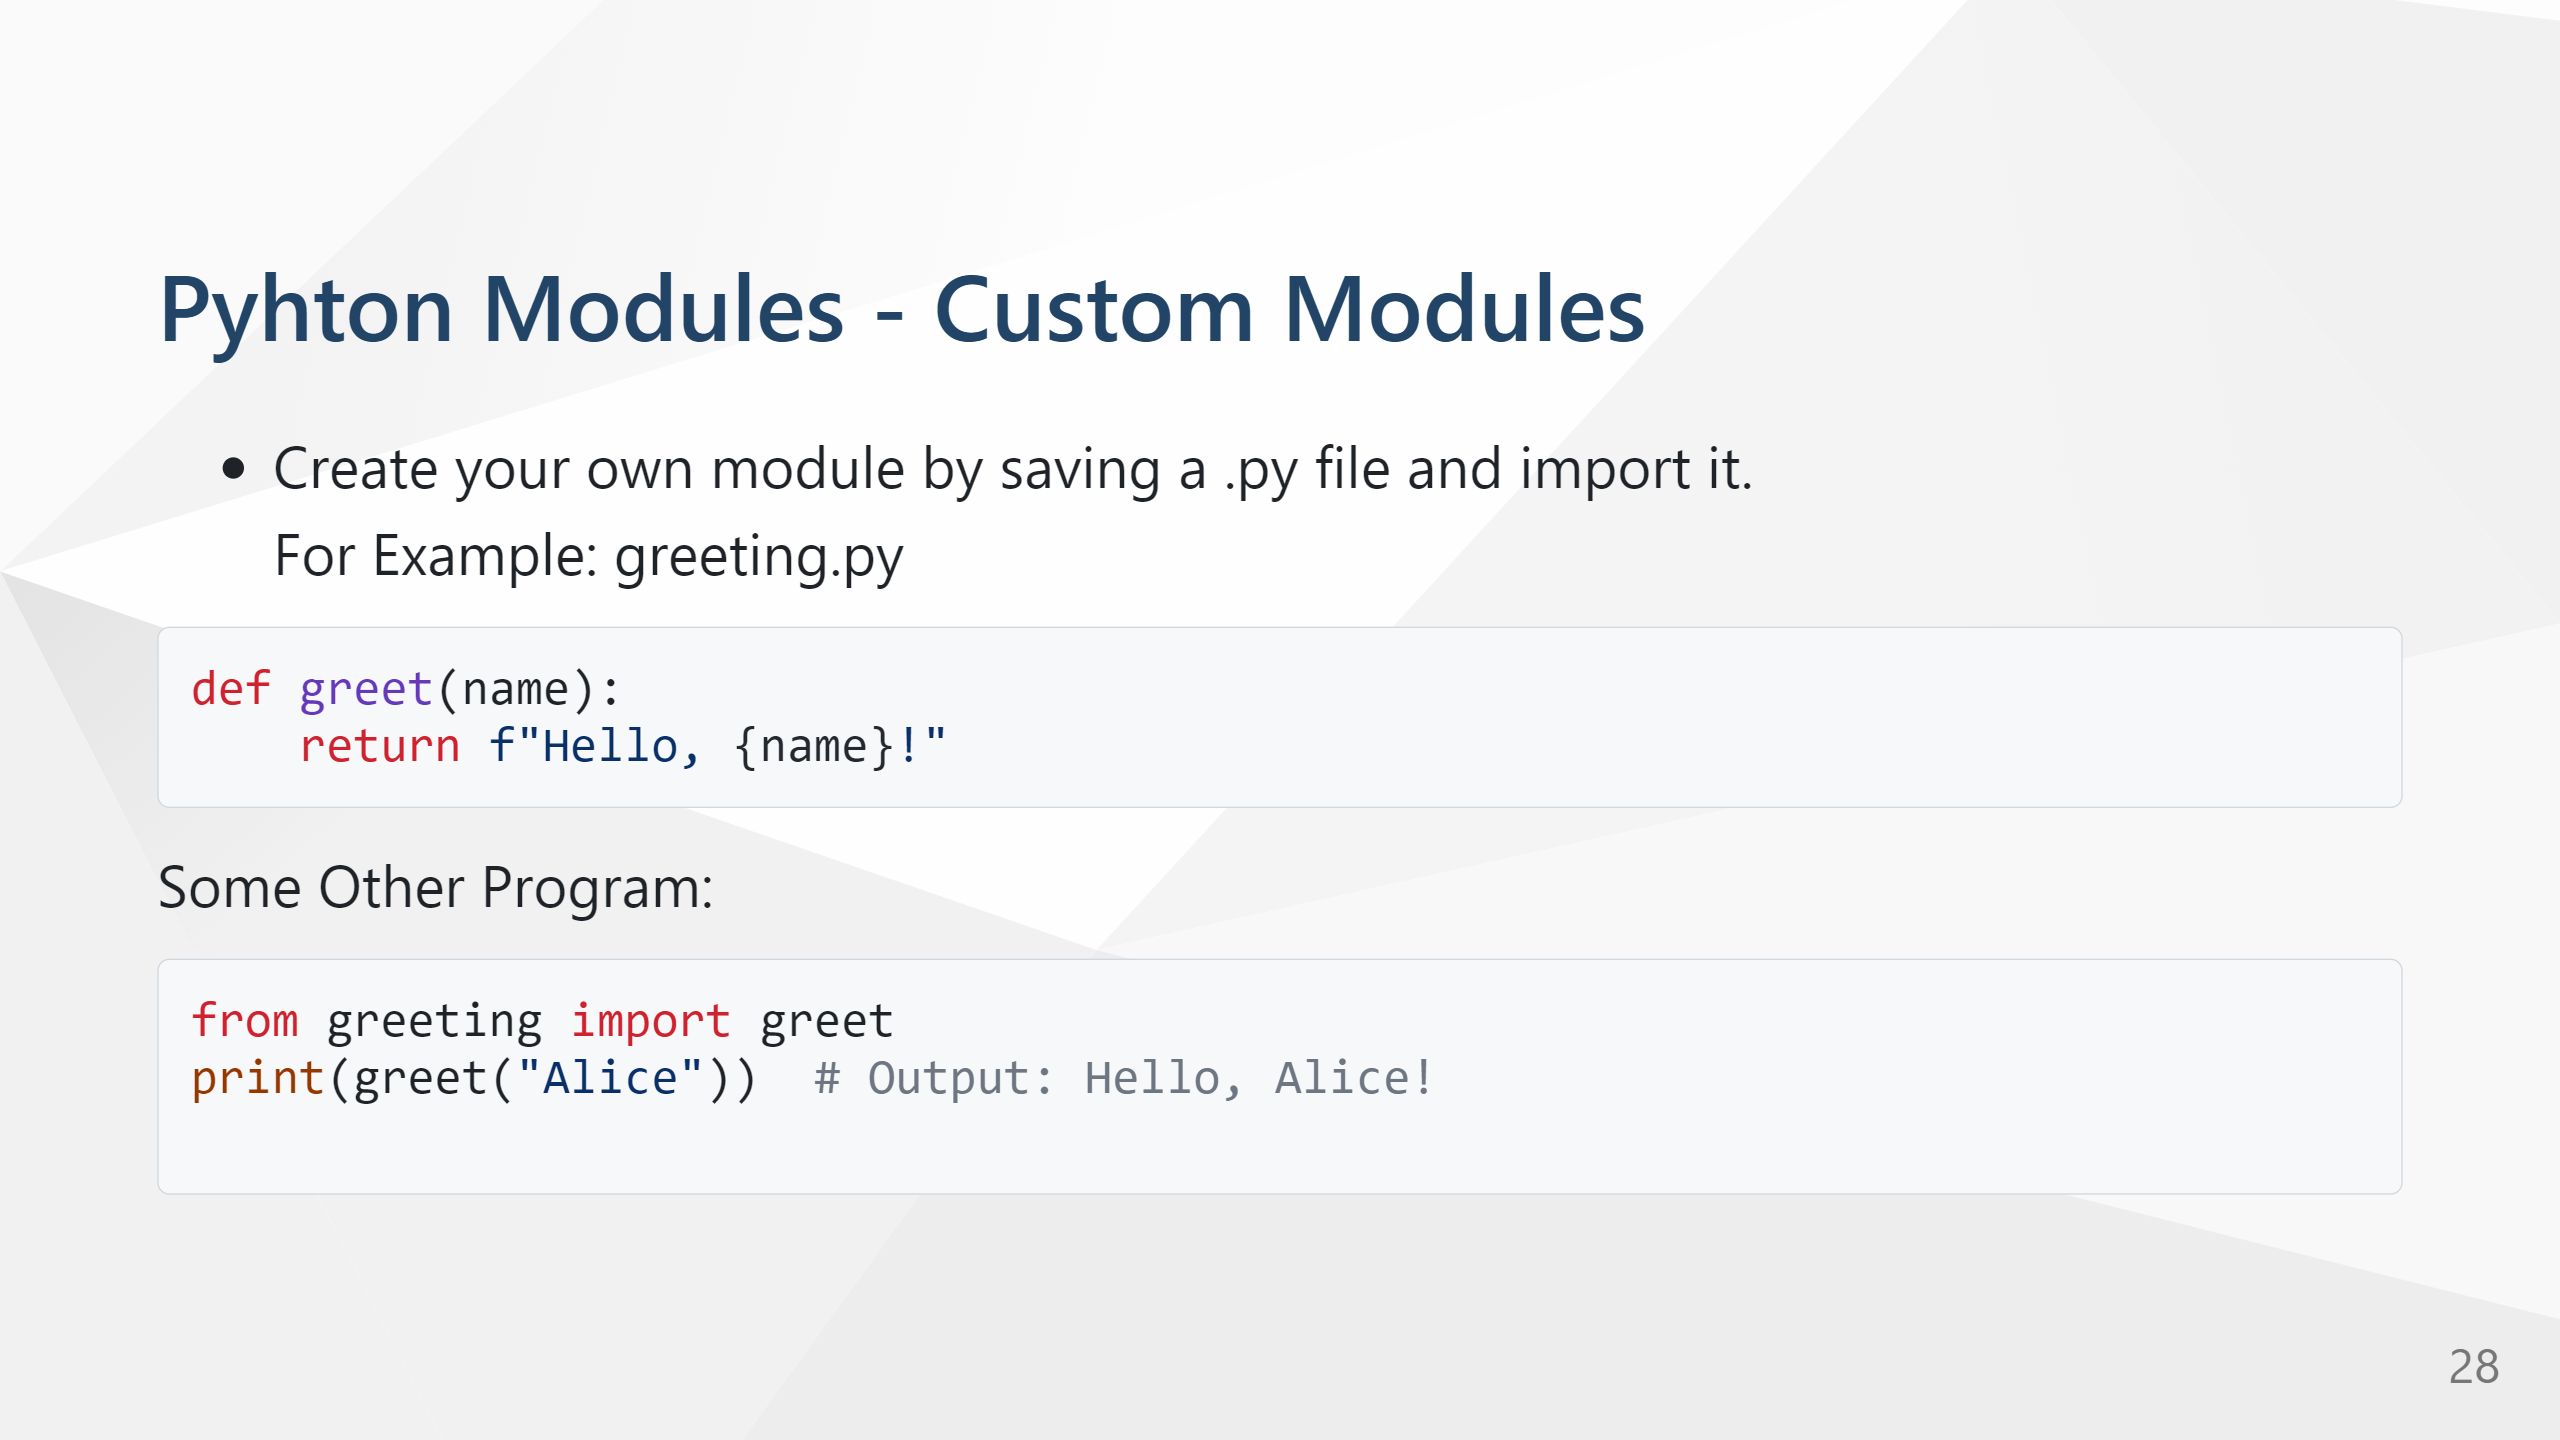 Pyhton Modules - Custom Modules
• Create your own module by saving a .py file and import it.
For Example: greeting.py
def greet(name):
    return f"Hello, {name}!"
Some Other Program:
from greeting import greet
print(greet("Alice"))  # Output: Hello, Alice!
28